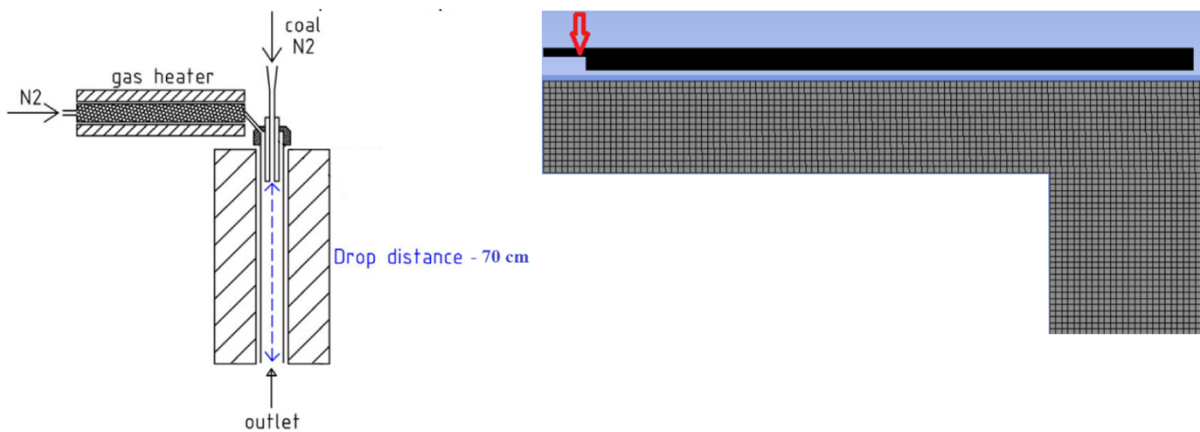 coal
N2
gas heater
N2
Drop distance - 70 cm
outlet